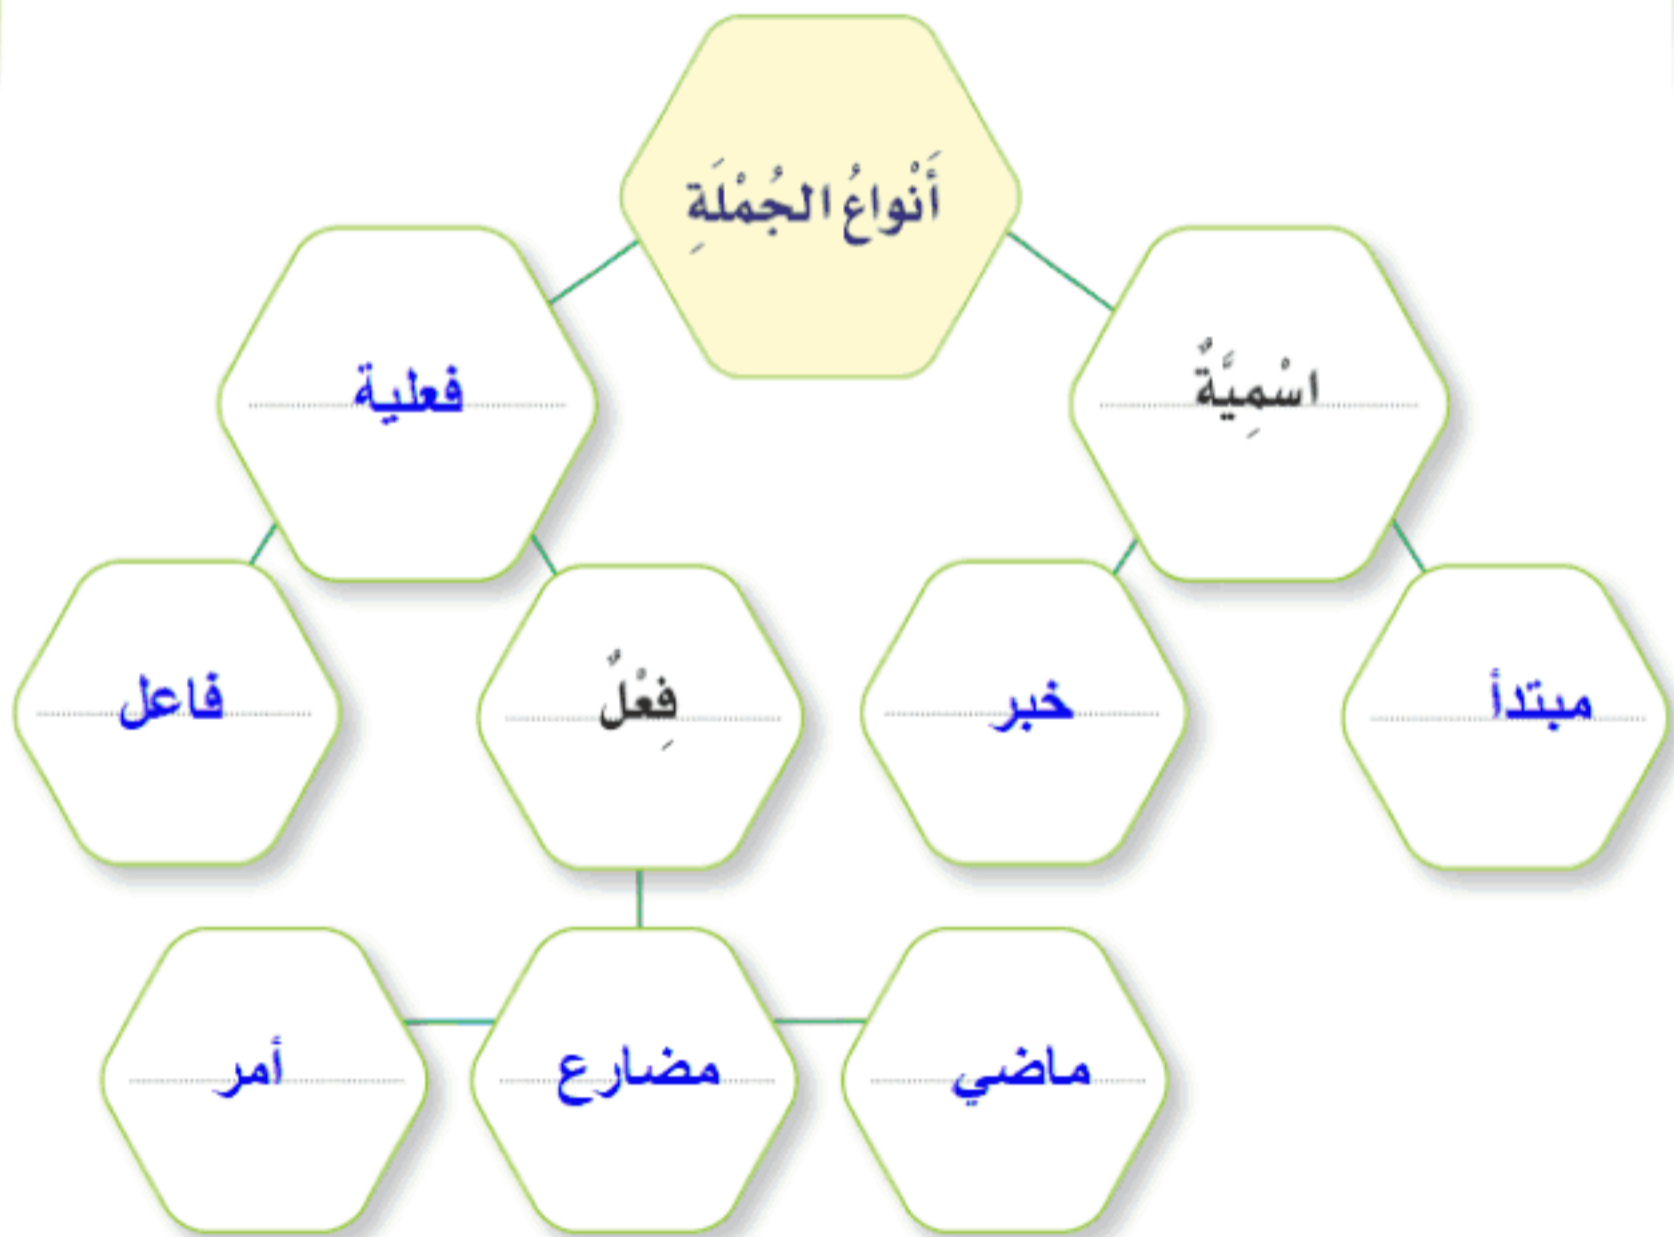 أَنْواعُ الجُمْلَةِ
اسْمِيَّةٌ
فعلية
مبتدأ
خبر
فِعْلٌ
فاعل
ماضي
مضارع
أمر